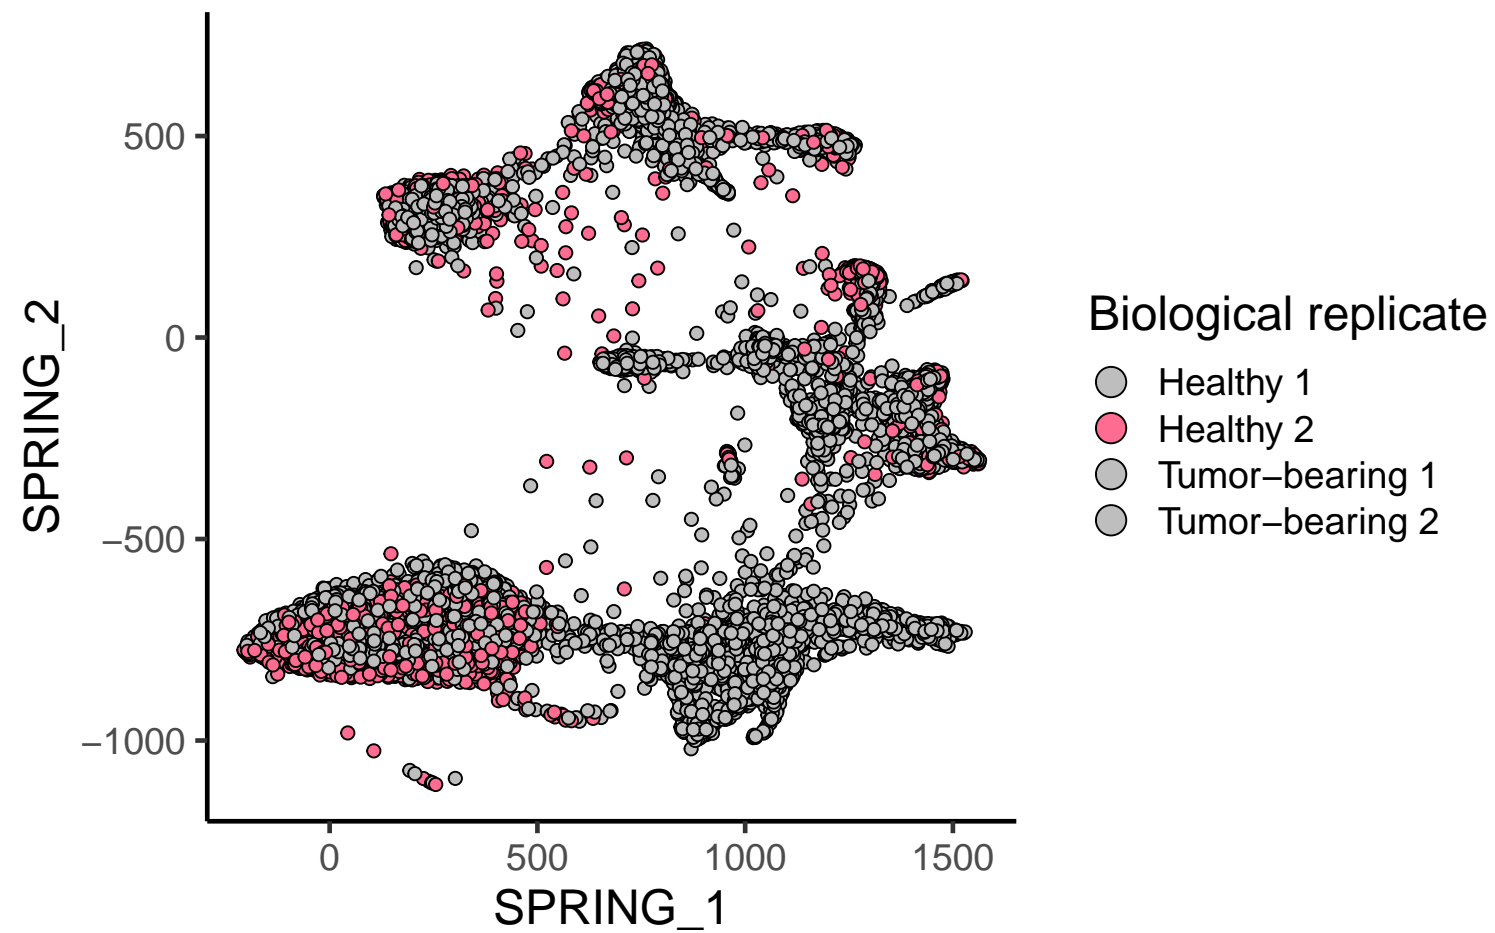 500
0
−500
−1000
SPRING_2
0 500 1000 1500
SPRING_1
Biological replicate
Healthy 1
Healthy 2
Tumor−bearing 1
Tumor−bearing 2